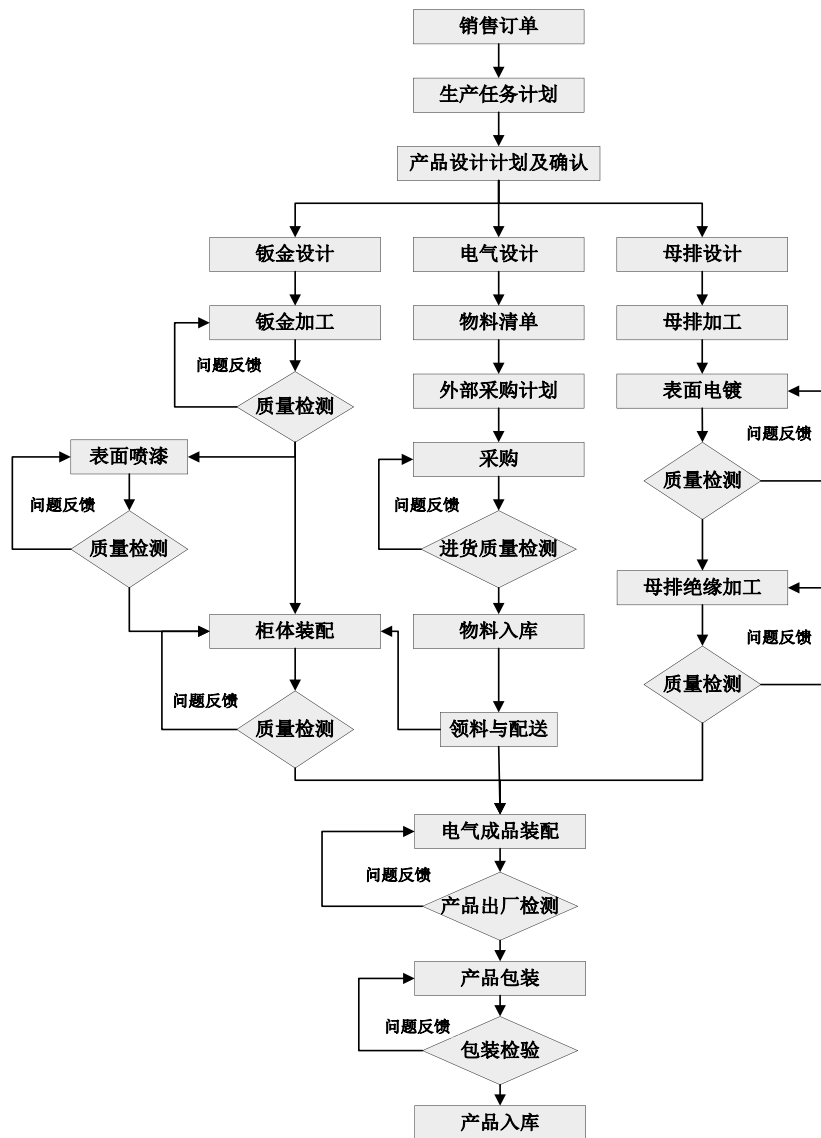 销售订单
生产任务计划
产品设计计划及确认
钣金设计
电气设计
母排设计
钣金加工
物料清单
母排加工
问题反馈
质量检测
外部采购计划
表面电镀
问题反馈
表面喷漆
采购
质量检测
问题反馈
问题反馈
质量检测
进货质量检测
母排绝缘加工
柜体装配
物料入库
问题反馈
质量检测
问题反馈
质量检测
领料与配送
电气成品装配
问题反馈
产品出厂检测
产品包装
问题反馈
包装检验
产品入库